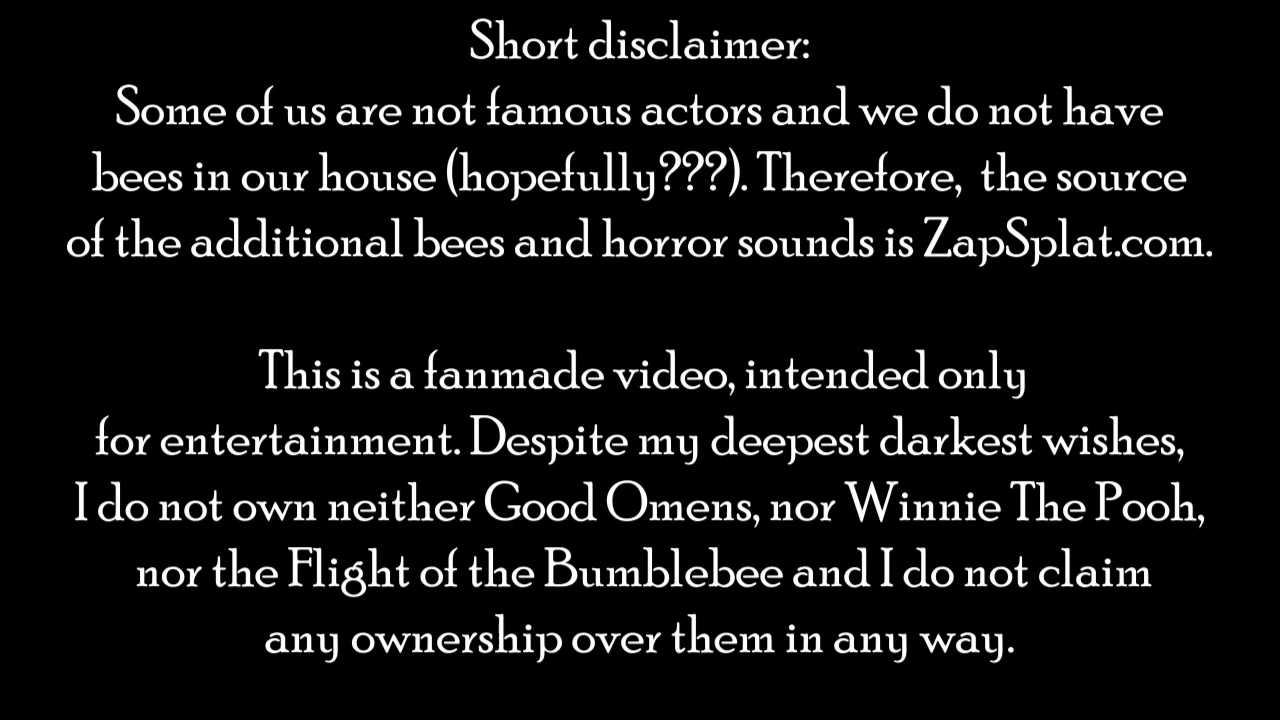 Short disclaimer:
Some of us are not famous actors and we do not have
bees in our house (hopefully???). Therefore,  the source
of the additional bees and horror sounds is ZapSplat.com.
This is a fanmade video, intended only
for entertainment. Despite my deepest darkest wishes,
I do not own neither Good Omens, nor Winnie The Pooh,
nor the Flight of the Bumblebee and I do not claim
any ownership over them in any way.